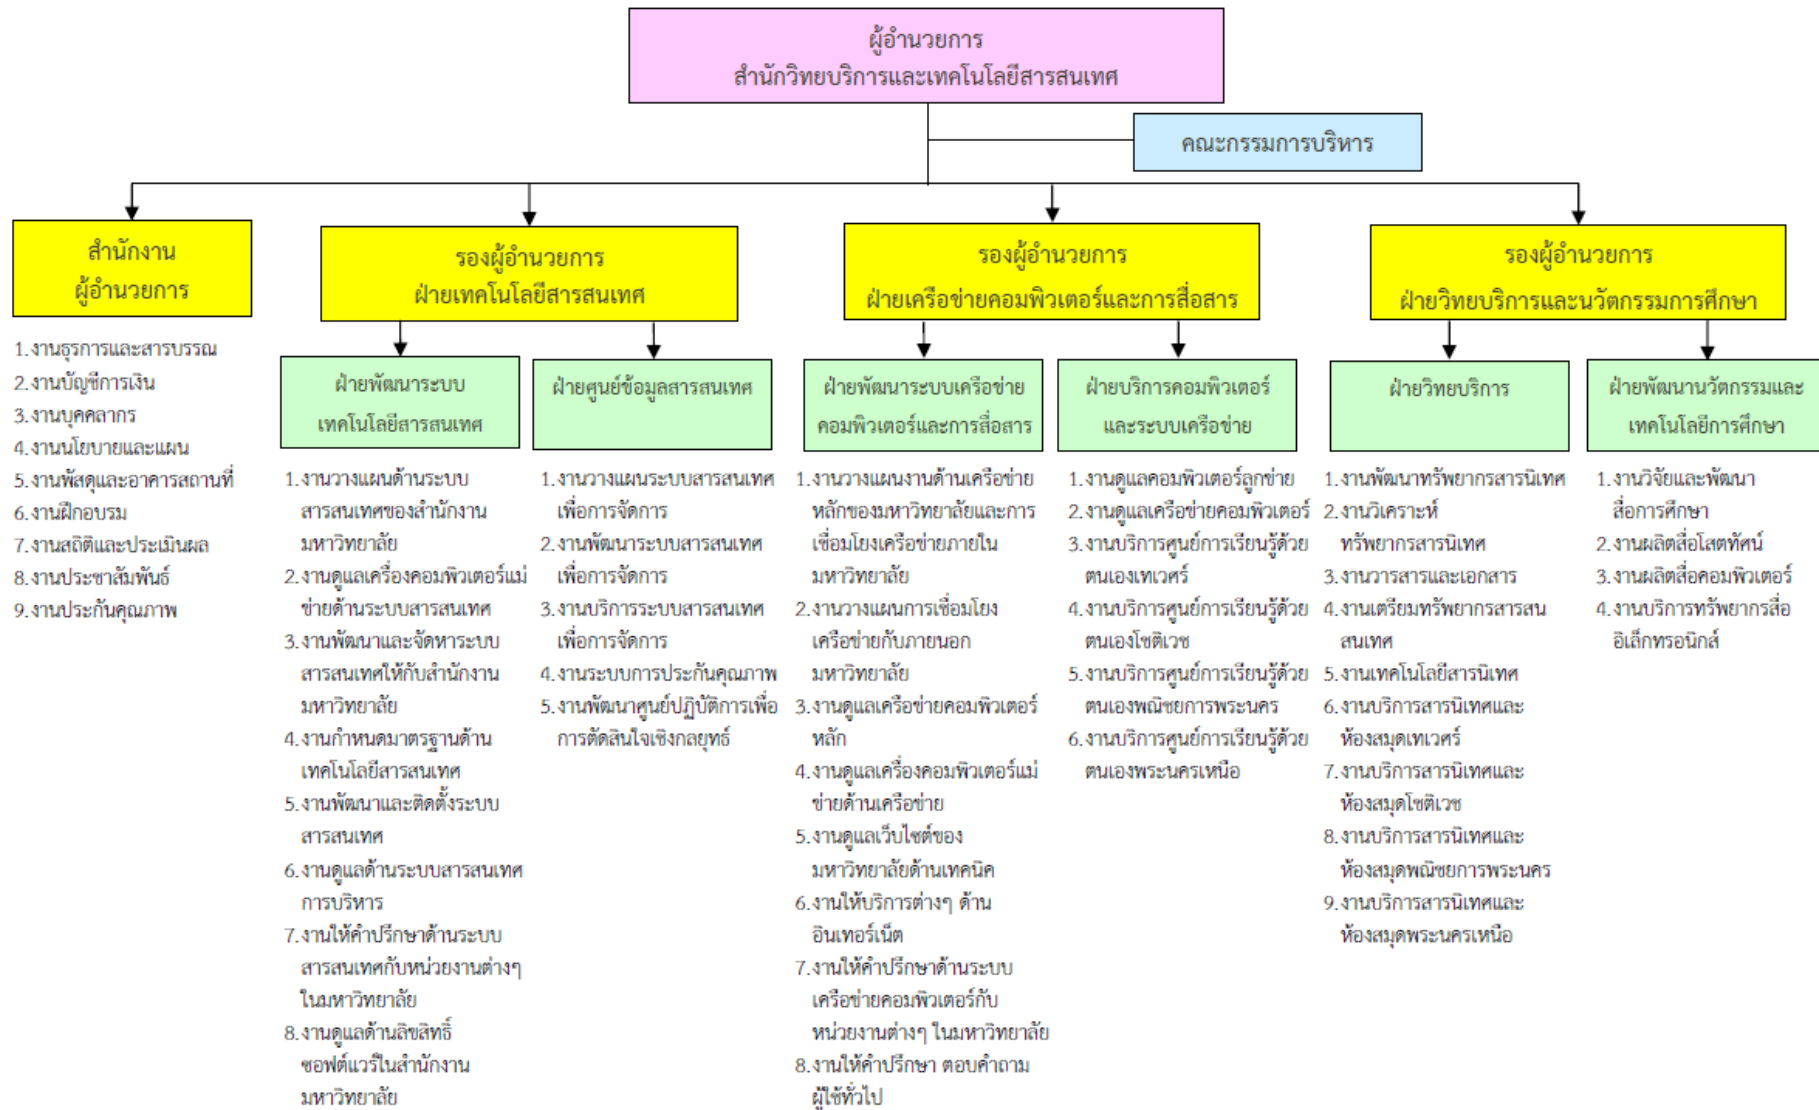 ผู้อำนวยการ
สำนักวิทยบริการและเทคโนโลยีสารสนเทศ
คณะกรรมการบริหาร
สำนักงาน
ผู้อำนวยการ
1.งานธุรการและสารบรรณ
2.งานบัญชีการเงิน
3.งานบุคคลากร
4.งานนโยบายและแผน
5.งานพัสดุและอาคารสถานที่
6.งานฝึกอบรม
7.งานสถิติและประเมินผล
8.งานประชาสัมพันธ์
9.งานประกันคุณภาพ
รองผู้อำนวยการ
ฝ่ายเทคโนโลยีสารสนเทศ
ฝ่ายพัฒนาระบบ
เทคโนโลยีสารสนเทศ
1.งานวางแผนด้านระบบ
สารสนเทศของสำนักงาน
มหาวิทยาลัย
2.งานดูแลเครื่องคอมพิวเตอร์แม่
ข่ายด้านระบบสารสนเทศ
3.งานพัฒนาและจัดหาระบบ
สารสนเทศให้กับสำนักงาน
มหาวิทยาลัย
4.งานกำหนดมาตรฐานด้าน
เทคโนโลยีสารสนเทศ
5.งานพัฒนาและติดตั้งระบบ
สารสนเทศ
6.งานดูแลด้านระบบสารสนเทศ
การบริหาร
7.งานให้คำปรึกษาด้านระบบ
สารสนเทศกับหน่วยงานต่างๆ
ในมหาวิทยาลัย
8.งานดูแลด้านลิขสิทธิ์
ซอฟต์แวร์ในสำนักงาน
มหาวิทยาลัย
ฝ่ายศูนย์ข้อมูลสารสนเทศ
1.งานวางแผนระบบสารสนเทศ
เพื่อการจัดการ
2.งานพัฒนาระบบสารสนเทศ
เพื่อการจัดการ
3.งานบริการระบบสารสนเทศ
เพื่อการจัดการ
4.งานระบบการประกันคุณภาพ
5.งานพัฒนาศูนย์ปฏิบัติการเพื่อ
การตัดสินใจเชิงกลยุทธ์
รองผู้อำนวยการ
ฝ่ายเครือข่ายคอมพิวเตอร์และการสื่อสาร
ฝ่ายพัฒนาระบบเครือข่าย
คอมพิวเตอร์และการสื่อสาร
1.งานวางแผนงานด้านเครือข่าย
หลักของมหาวิทยาลัยและการ
เชื่อมโยงเครือข่ายภายใน
มหาวิทยาลัย
2.งานวางแผนการเชื่อมโยง
เครือข่ายกับภายนอก
มหาวิทยาลัย
3.งานดูแลเครือข่ายคอมพิวเตอร์
หลัก
4.งานดูแลเครื่องคอมพิวเตอร์แม่
ข่ายด้านเครือข่าย
5.งานดูแลเว็บไซต์ของ
มหาวิทยาลัยด้านเทคนิค
6.งานให้บริการต่างๆ ด้าน
อินเทอร์เน็ต
7.งานให้คำปรึกษาด้านระบบ
เครือข่ายคอมพิวเตอร์กับ
หน่วยงานต่างๆ ในมหาวิทยาลัย
8.งานให้คำปรึกษา ตอบคำถาม
ผู้ใช้ทั่วไป
ฝ่ายบริการคอมพิวเตอร์
และระบบเครือข่าย
1.งานดูแลคอมพิวเตอร์ลูกข่าย
2.งานดูแลเครือข่ายคอมพิวเตอร์
3.งานบริการศูนย์การเรียนรู้ด้วย
ตนเองเทเวศร์
4.งานบริการศูนย์การเรียนรู้ด้วย
ตนเองโชติเวช
5.งานบริการศูนย์การเรียนรู้ด้วย
ตนเองพณิชยการพระนคร
6.งานบริการศูนย์การเรียนรู้ด้วย
ตนเองพระนครเหนือ
รองผู้อำนวยการ
ฝ่ายวิทยบริการและนวัตกรรมการศึกษา
ฝ่ายวิทยบริการ
1.งานพัฒนาทรัพยากรสารนิเทศ
2.งานวิเคราะห์
ทรัพยากรสารนิเทศ
3.งานวารสารและเอกสาร
4.งานเตรียมทรัพยากรสารสน
สนเทศ
5.งานเทคโนโลยีสารนิเทศ
6.งานบริการสารนิเทศและ
ห้องสมุดเทเวศร์
7.งานบริการสารนิเทศและ
ห้องสมุดโชติเวช
8.งานบริการสารนิเทศและ
ห้องสมุดพณิชยการพระนคร
9.งานบริการสารนิเทศและ
ห้องสมุดพระนครเหนือ
ฝ่ายพัฒนานวัตกรรมและ
เทคโนโลยีการศึกษา
1.งานวิจัยและพัฒนา
สื่อการศึกษา
2.งานผลิตสื่อโสตทัศน์
3.งานผลิตสื่อคอมพิวเตอร์
4.งานบริการทรัพยากรสื่อ
อิเล็กทรอนิกส์